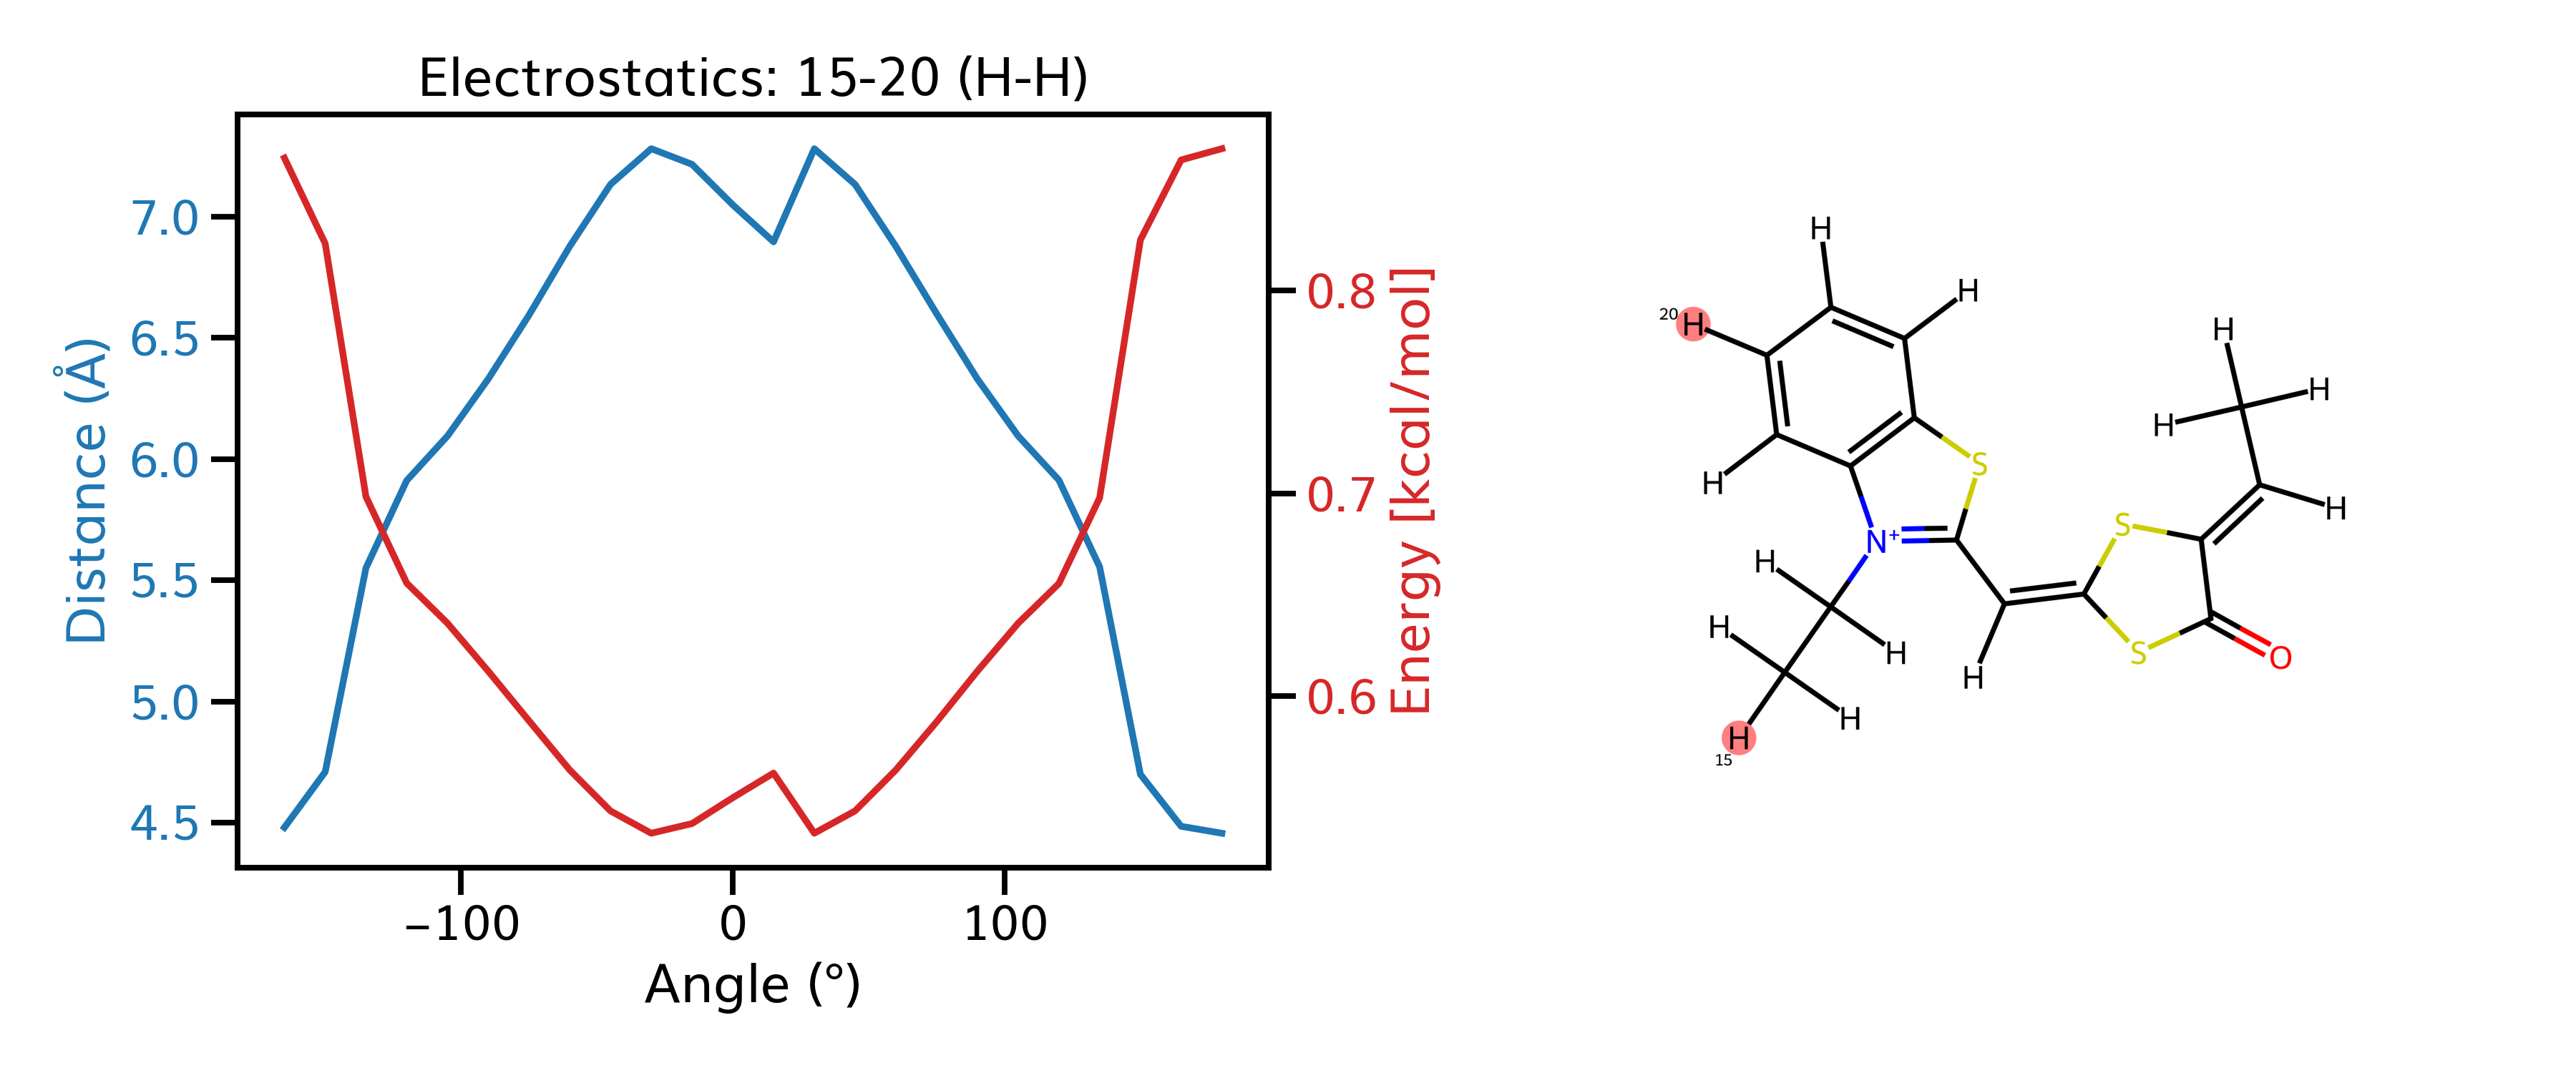 Electrostatics: 15-20 (H-H)
Distance (Å)
7.0
6.5
6.0
5.5
5.0
4.5
−100 0 100
Angle (°)
0.8
0.7
0.6
Energy [kcal/mol]
H
H
20 H
H
H
H
H
S
H
S
H
N⁺
H
H
H
S
O
H
H
H
15